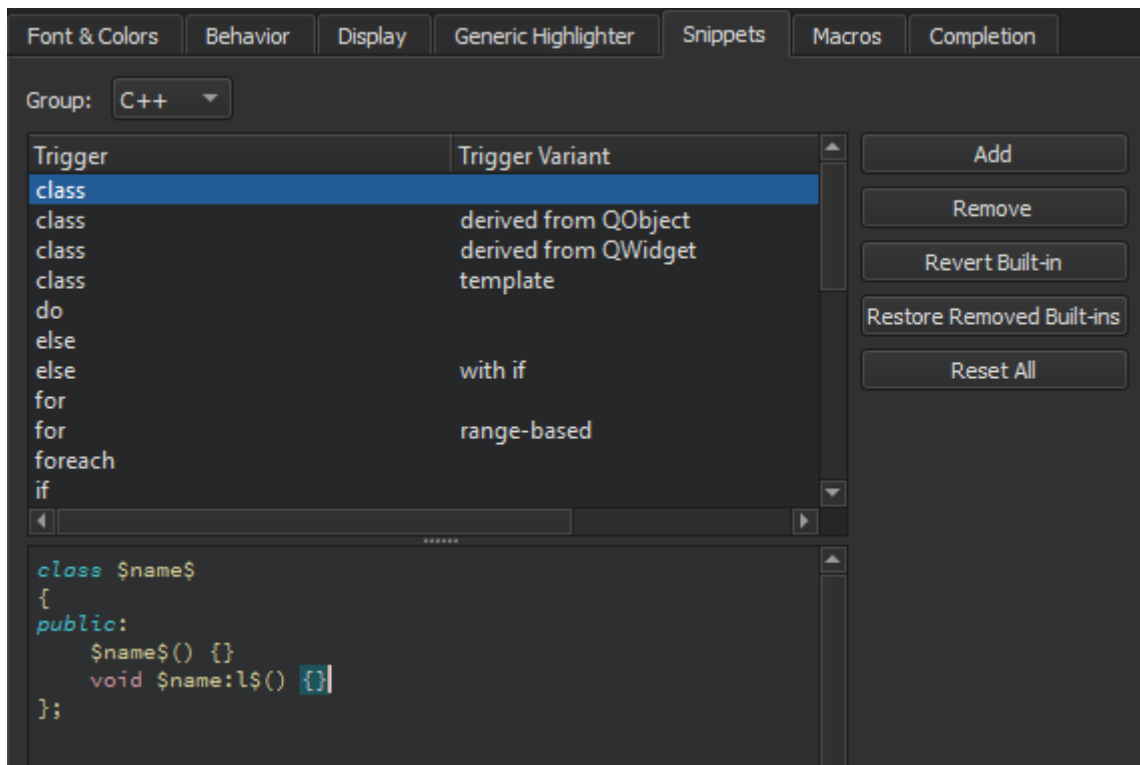 Font & Colors Behavior Display Generic Highlighter Snippets Macros Completion
Group: C++
Trigger Trigger Variant
class
class derived from QObject
class derived from QWidget
class template
do
else
else with if
for
for range-based
foreach
if
Add
Remove
Revert Built-in
Restore Removed Built-ins
Reset All
class $name$
{
public:
    $name$() {}
    void $name:l$() {}
};